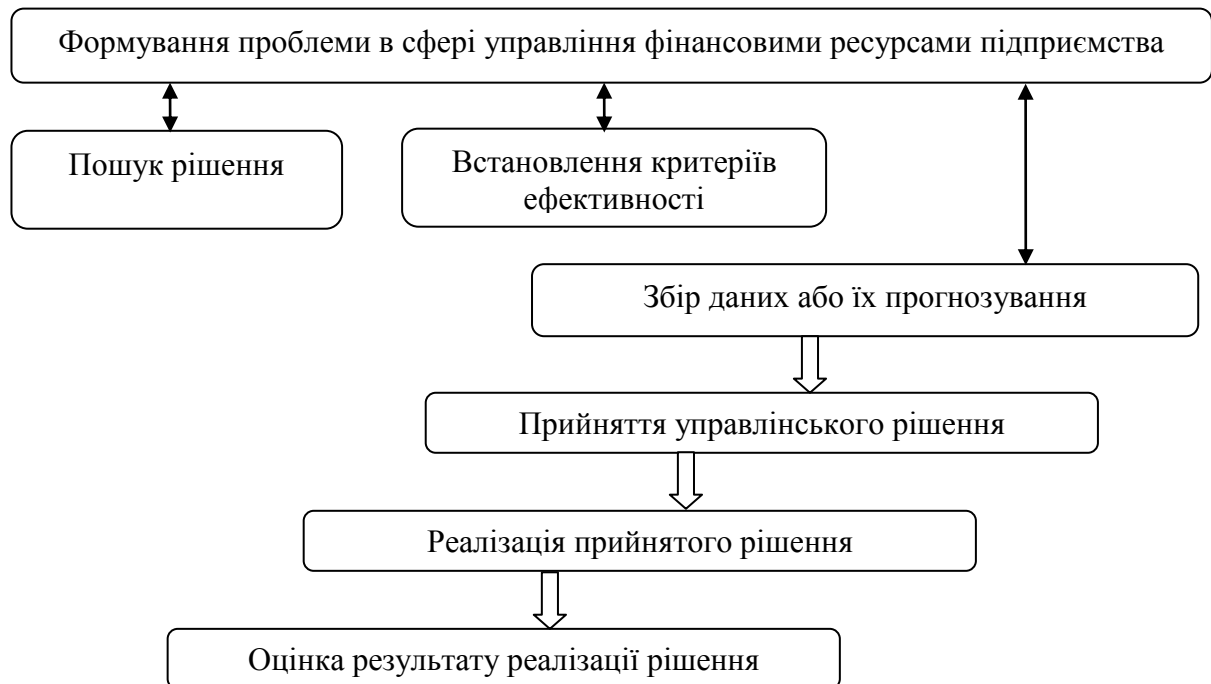 Формування проблеми в сфері управління фінансовими ресурсами підприємства
Пошук рішення
Встановлення критеріїв
ефективності
Збір даних або їх прогнозування
Прийняття управлінського рішення
Реалізація прийнятого рішення
Оцінка результату реалізації рішення